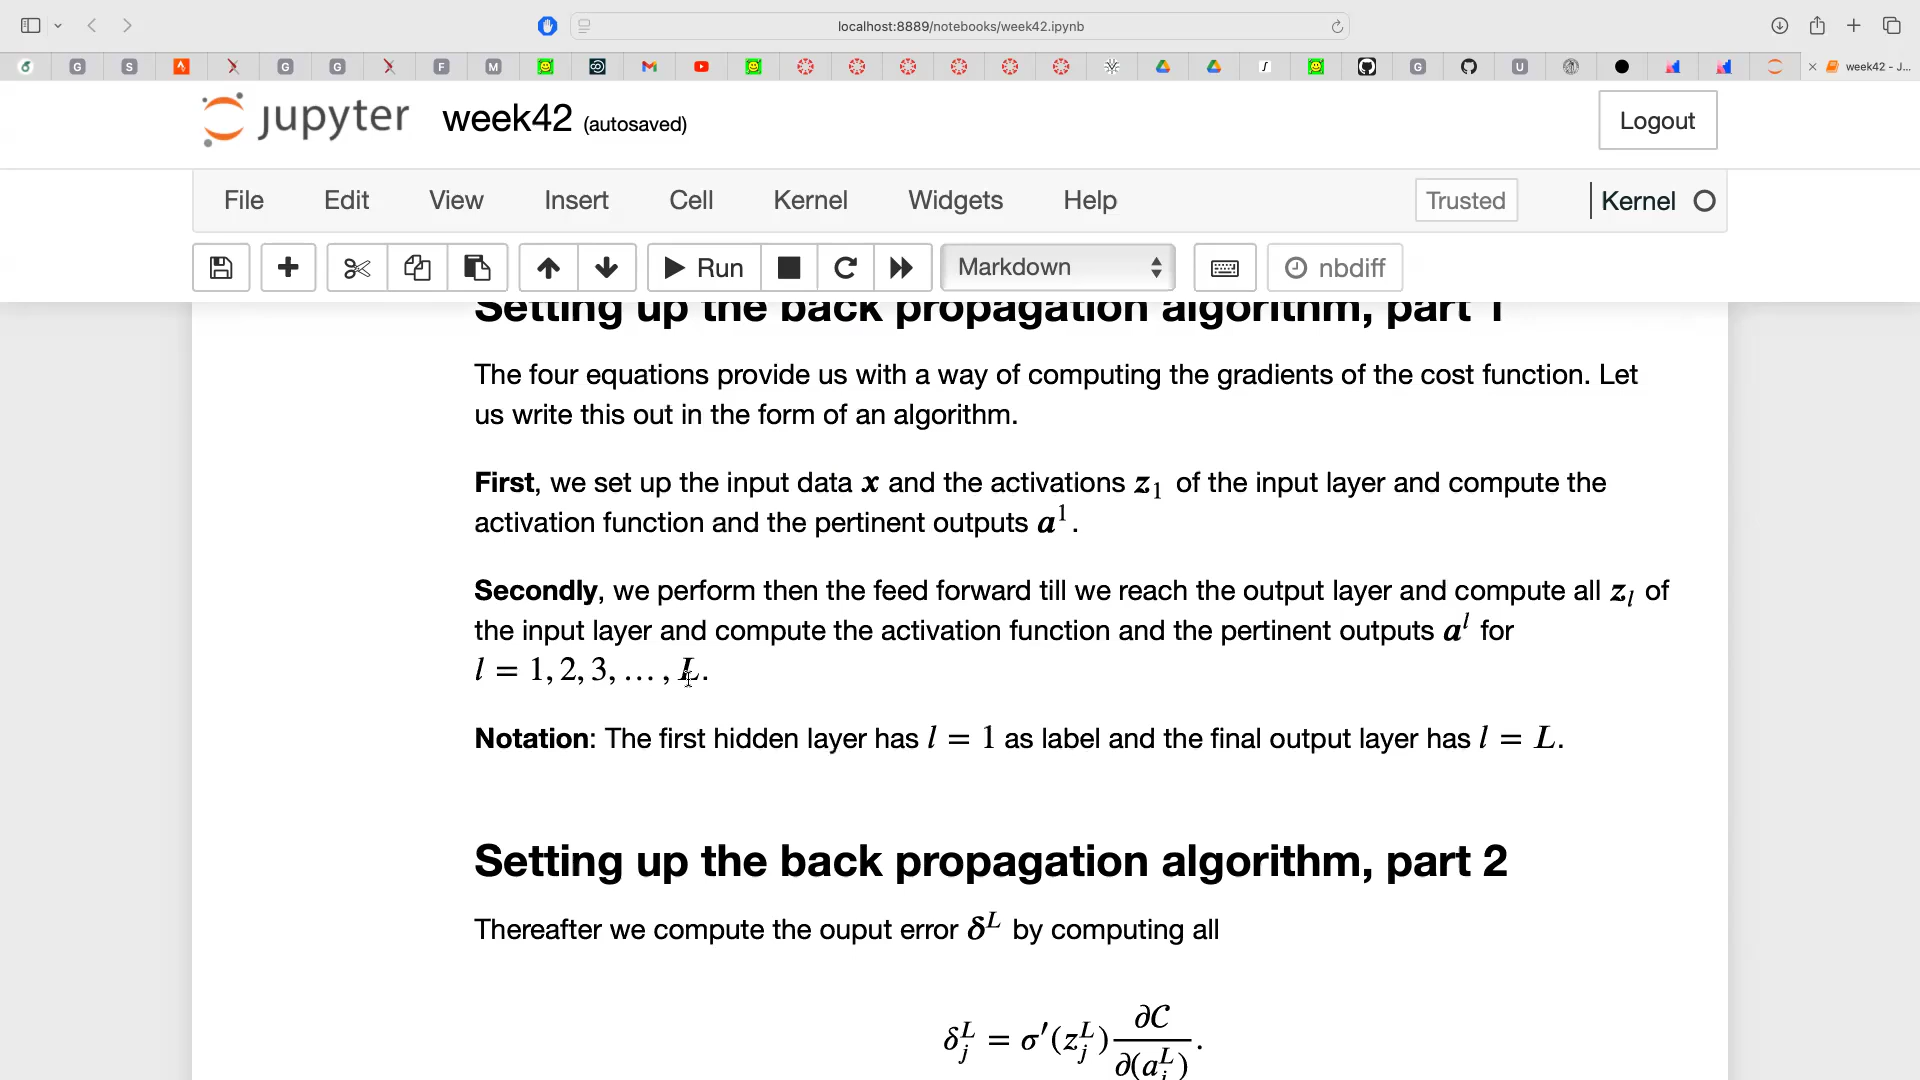 localhost:8889/notebooks/week42.ipynb
G S G G F M G U week42 - J...
jupyter week42 (autosaved) Logout
File Edit View Insert Cell Kernel Widgets Help Trusted Kernel
Run Markdown nbdiff
Setting up the back propagation algorithm, part 1
The four equations provide us with a way of computing the gradients of the cost function. Let
us write this out in the form of an algorithm.
First, we set up the input data x and the activations z₁ of the input layer and compute the
activation function and the pertinent outputs a¹.
Secondly, we perform then the feed forward till we reach the output layer and compute all z_l of
the input layer and compute the activation function and the pertinent outputs a^l for
l = 1, 2, 3, … , L.
Notation: The first hidden layer has l = 1 as label and the final output layer has l = L.
Setting up the back propagation algorithm, part 2
Thereafter we compute the ouput error δ^L by computing all
δ_j^L = σ′(z_j^L) ∂C / ∂(a_j^L) .